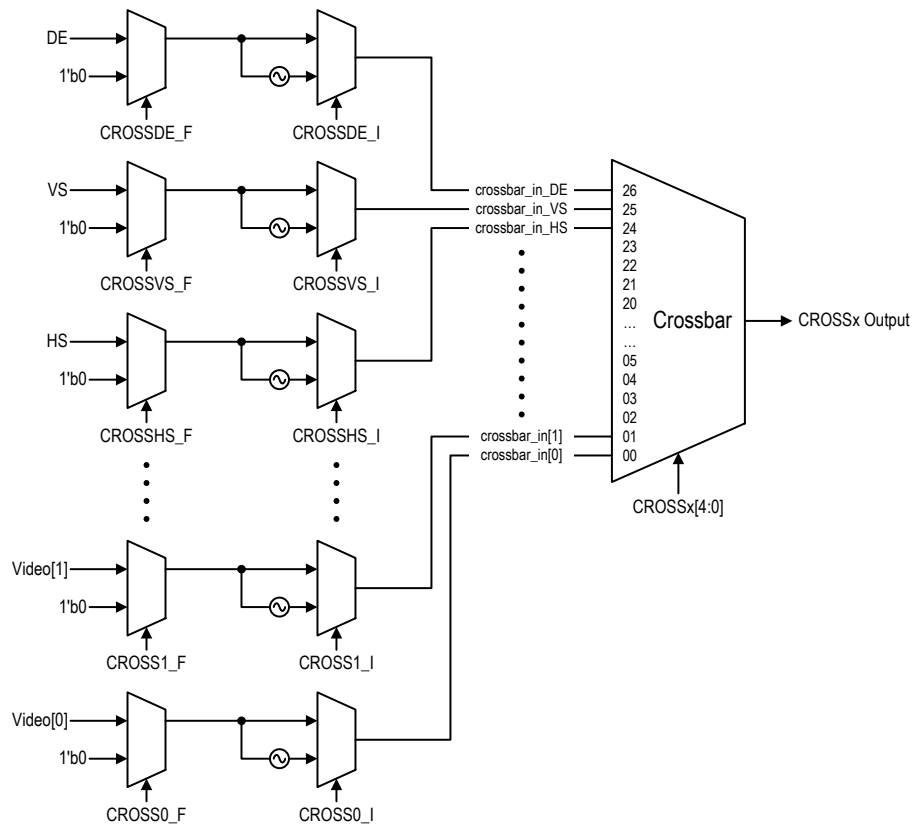 DE
1'b0
CROSSDE_F
CROSSDE_I
VS
1'b0
CROSSVS_F
CROSSVS_I
HS
1'b0
CROSSHS_F
CROSSHS_I
Video[1]
1'b0
CROSS1_F
CROSS1_I
Video[0]
1'b0
CROSS0_F
CROSS0_I
crossbar_in_DE
crossbar_in_VS
crossbar_in_HS
crossbar_in[1]
crossbar_in[0]
26
25
24
23
22
21
20
...
...
05
04
03
02
01
00
Crossbar
CROSSx[4:0]
CROSSx Output